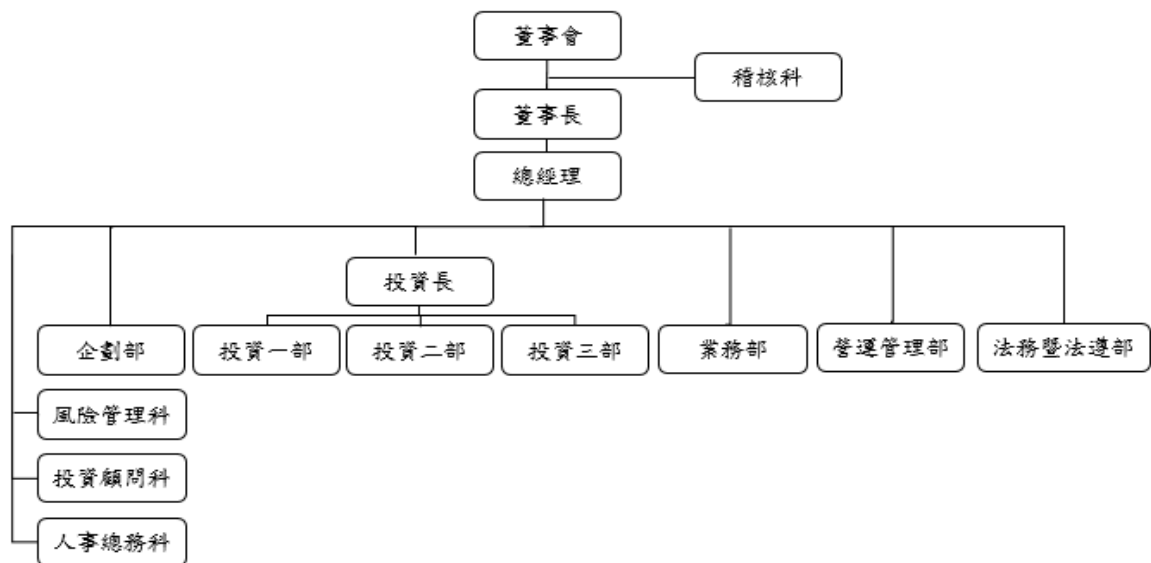 董事會
稽核科
董事長
總經理
投資長
企劃部
投資一部
投資二部
投資三部
業務部
營運管理部
法務暨法遵部
風險管理科
投資顧問科
人事總務科